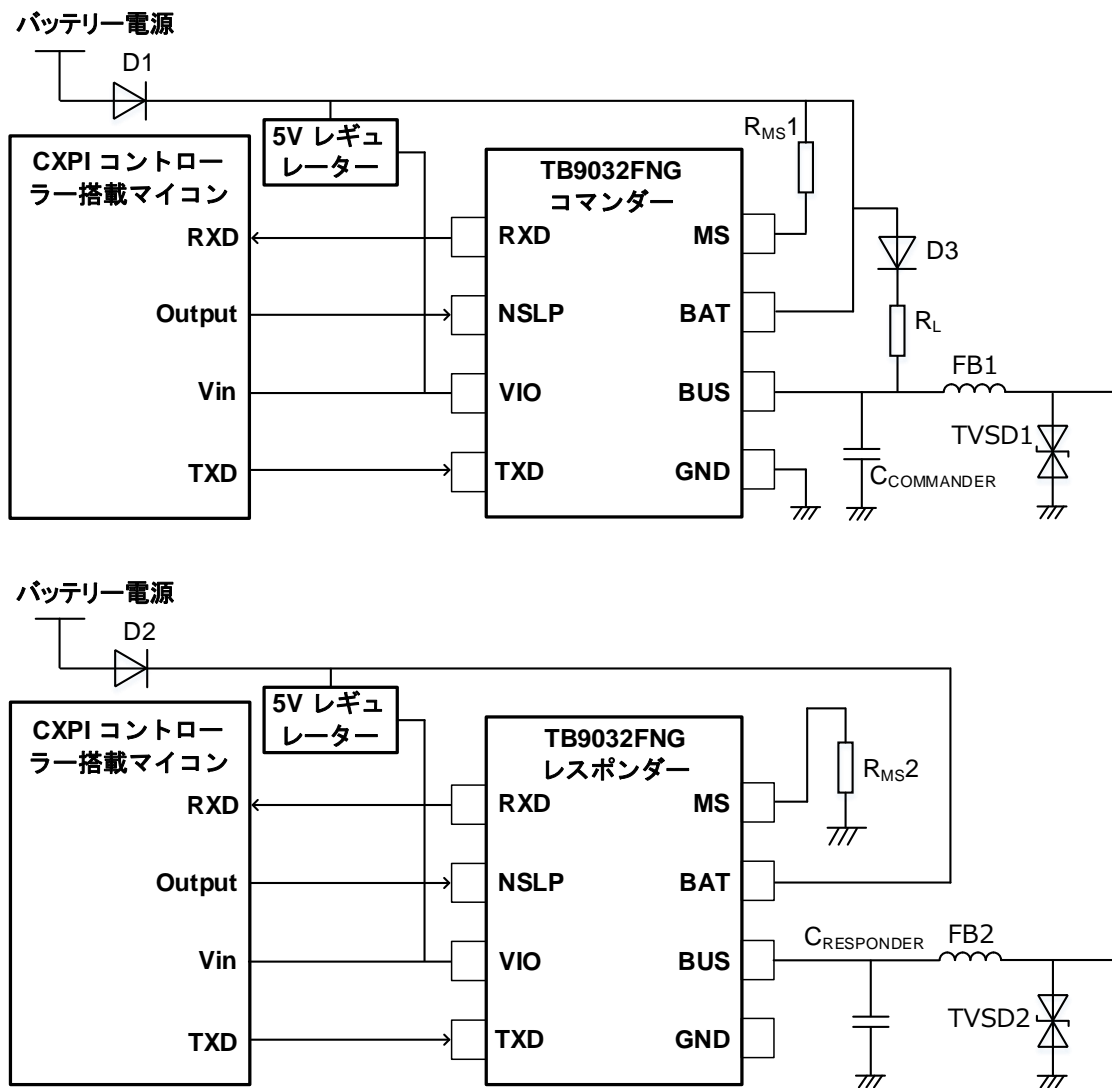 バッテリー電源
D1
CXPI コントロー
ラー搭載マイコン
RXD
Output
Vin
TXD
5V レギュ
レーター
TB9032FNG
コマンダー
RXD
NSLP
VIO
TXD
MS
BAT
BUS
GND
RMS1
D3
RL
FB1
TVSD1
CCOMMANDER
バッテリー電源
D2
CXPI コントロー
ラー搭載マイコン
RXD
Output
Vin
TXD
5V レギュ
レーター
TB9032FNG
レスポンダー
RXD
NSLP
VIO
TXD
MS
BAT
BUS
GND
RMS2
CRESPONDER
FB2
TVSD2